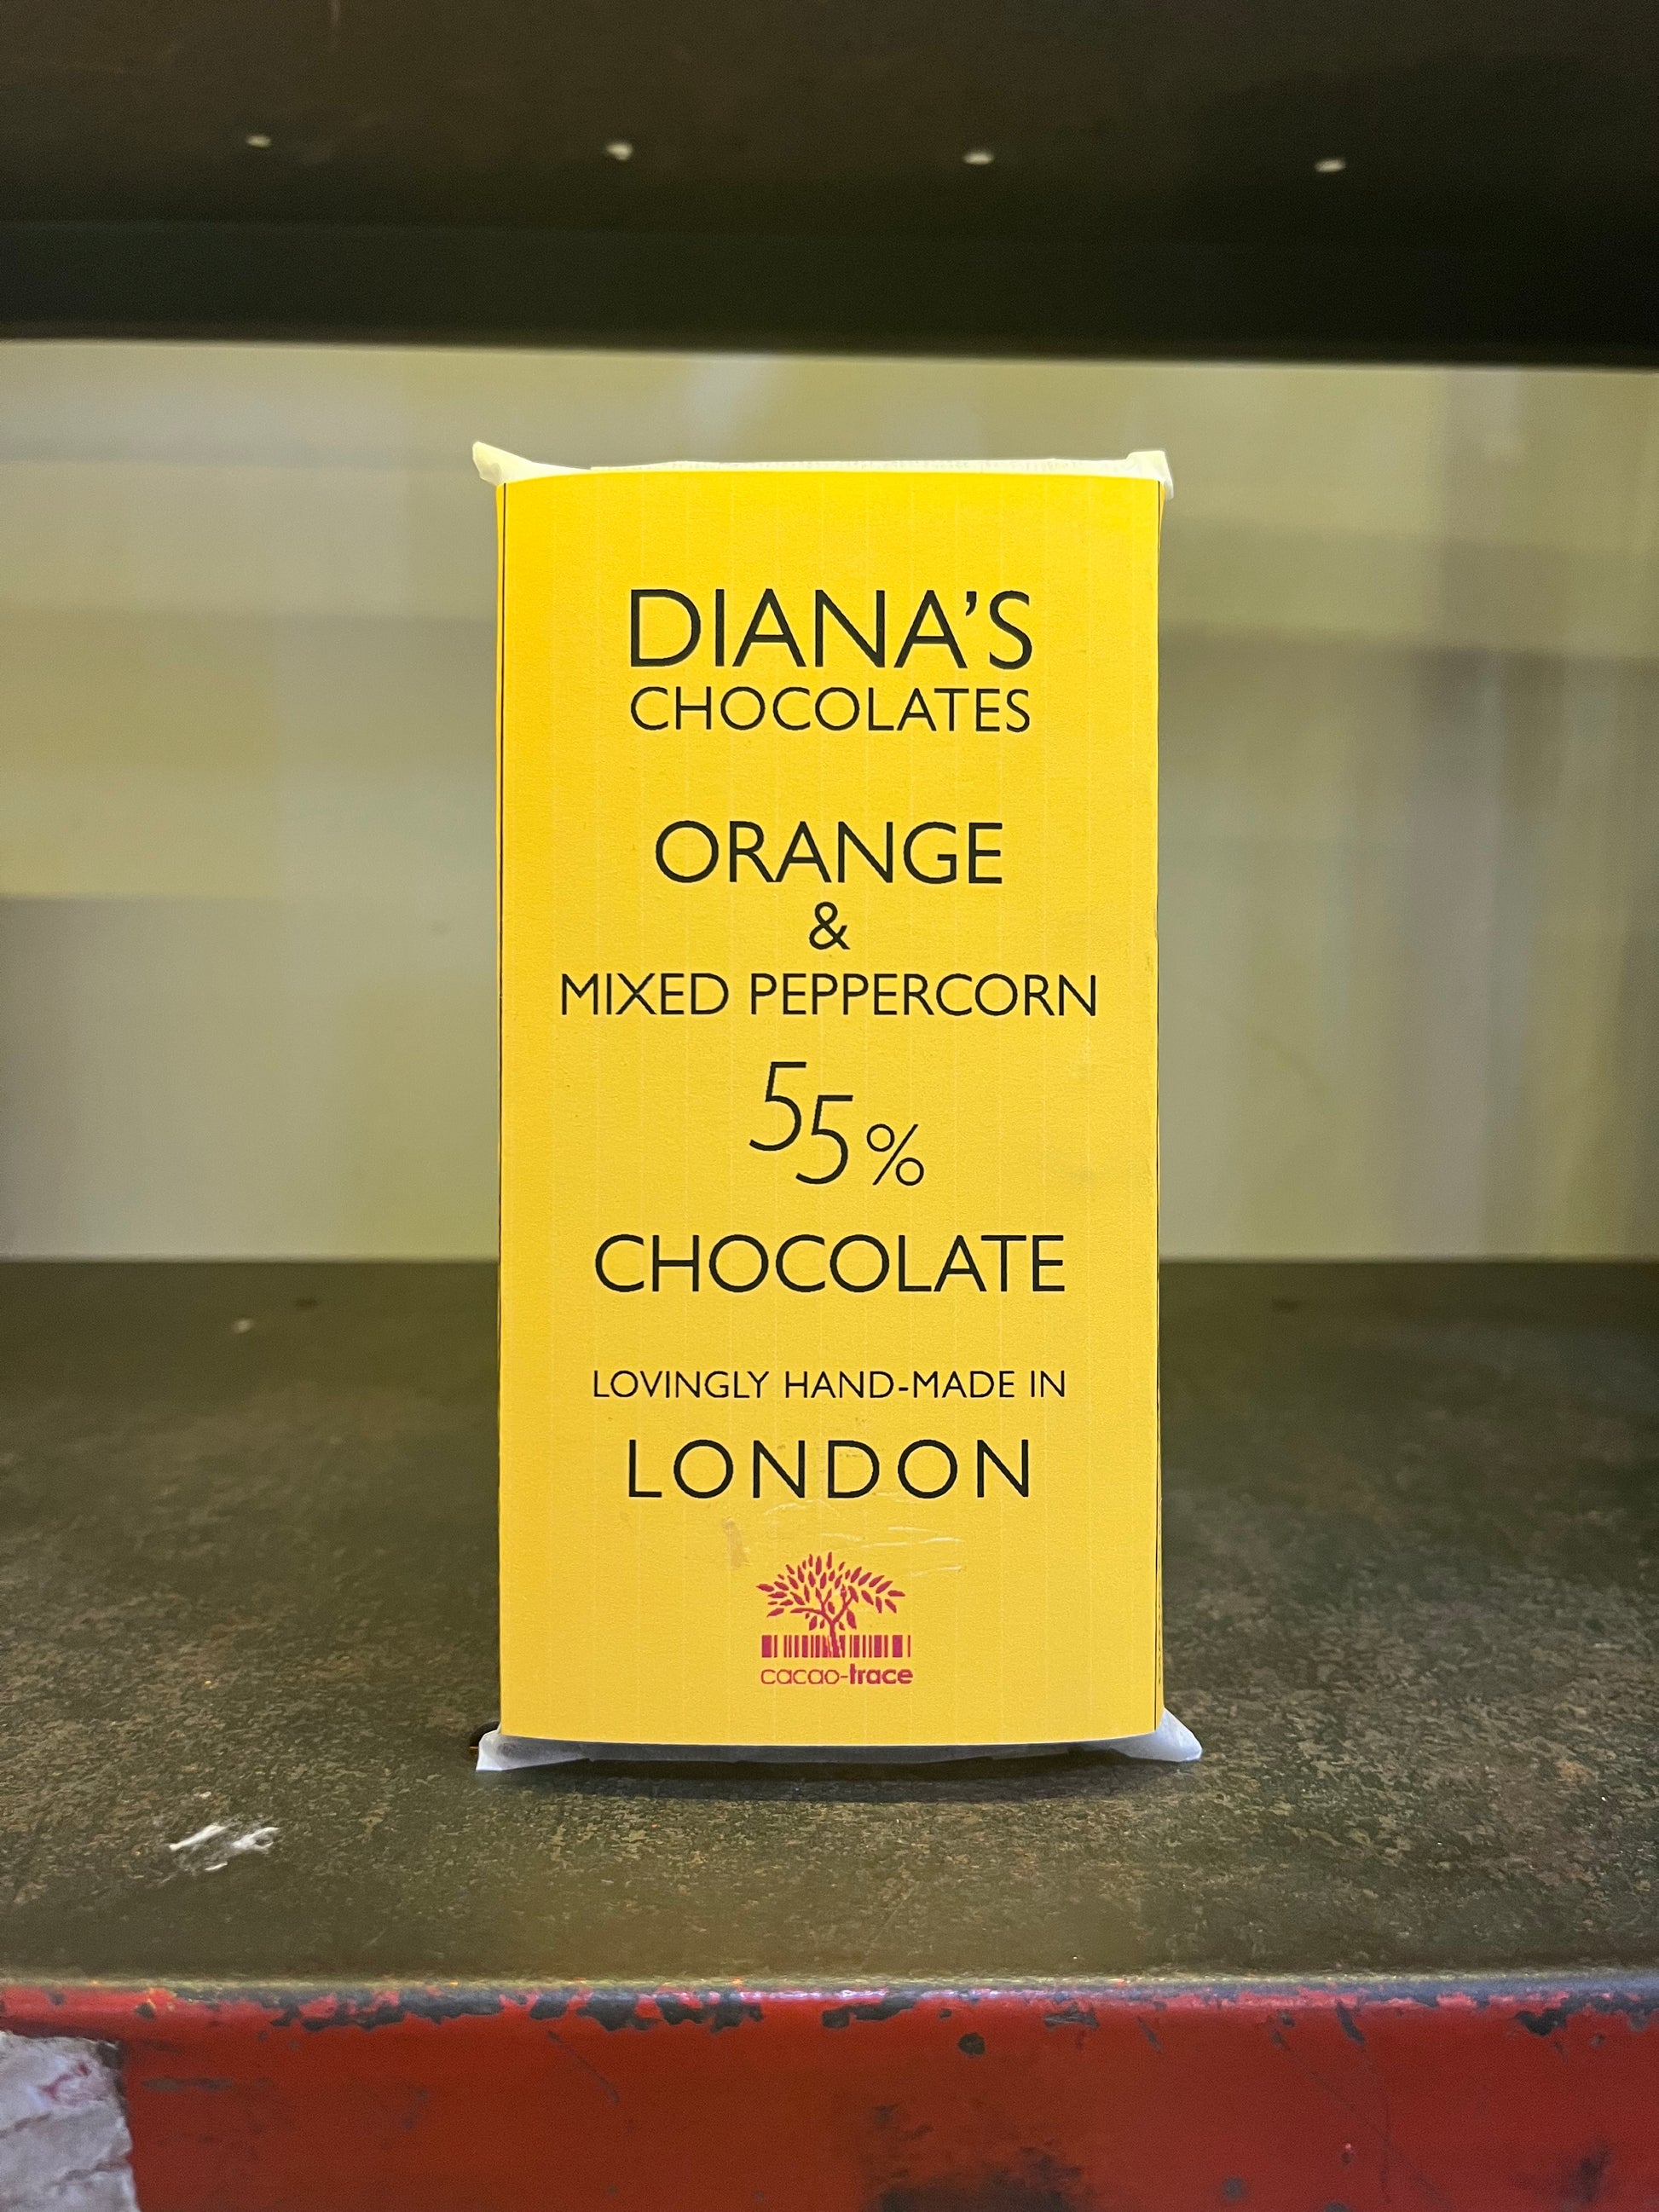 DIANA'S
CHOCOLATES
ORANGE
&
MIXED PEPPERCORN
55%
CHOCOLATE
LOVINGLY HAND-MADE IN
LONDON
cacao-trace